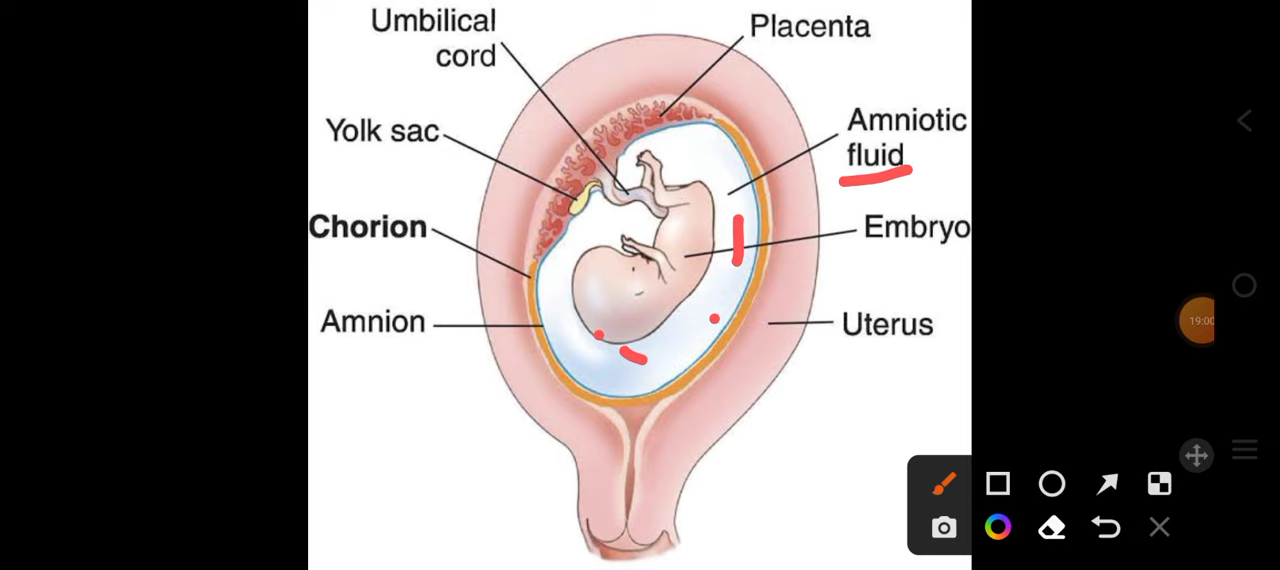 Umbilical
cord
Placenta
Yolk sac
Amniotic
fluid
Chorion
Embryo
Amnion
Uterus
19:00